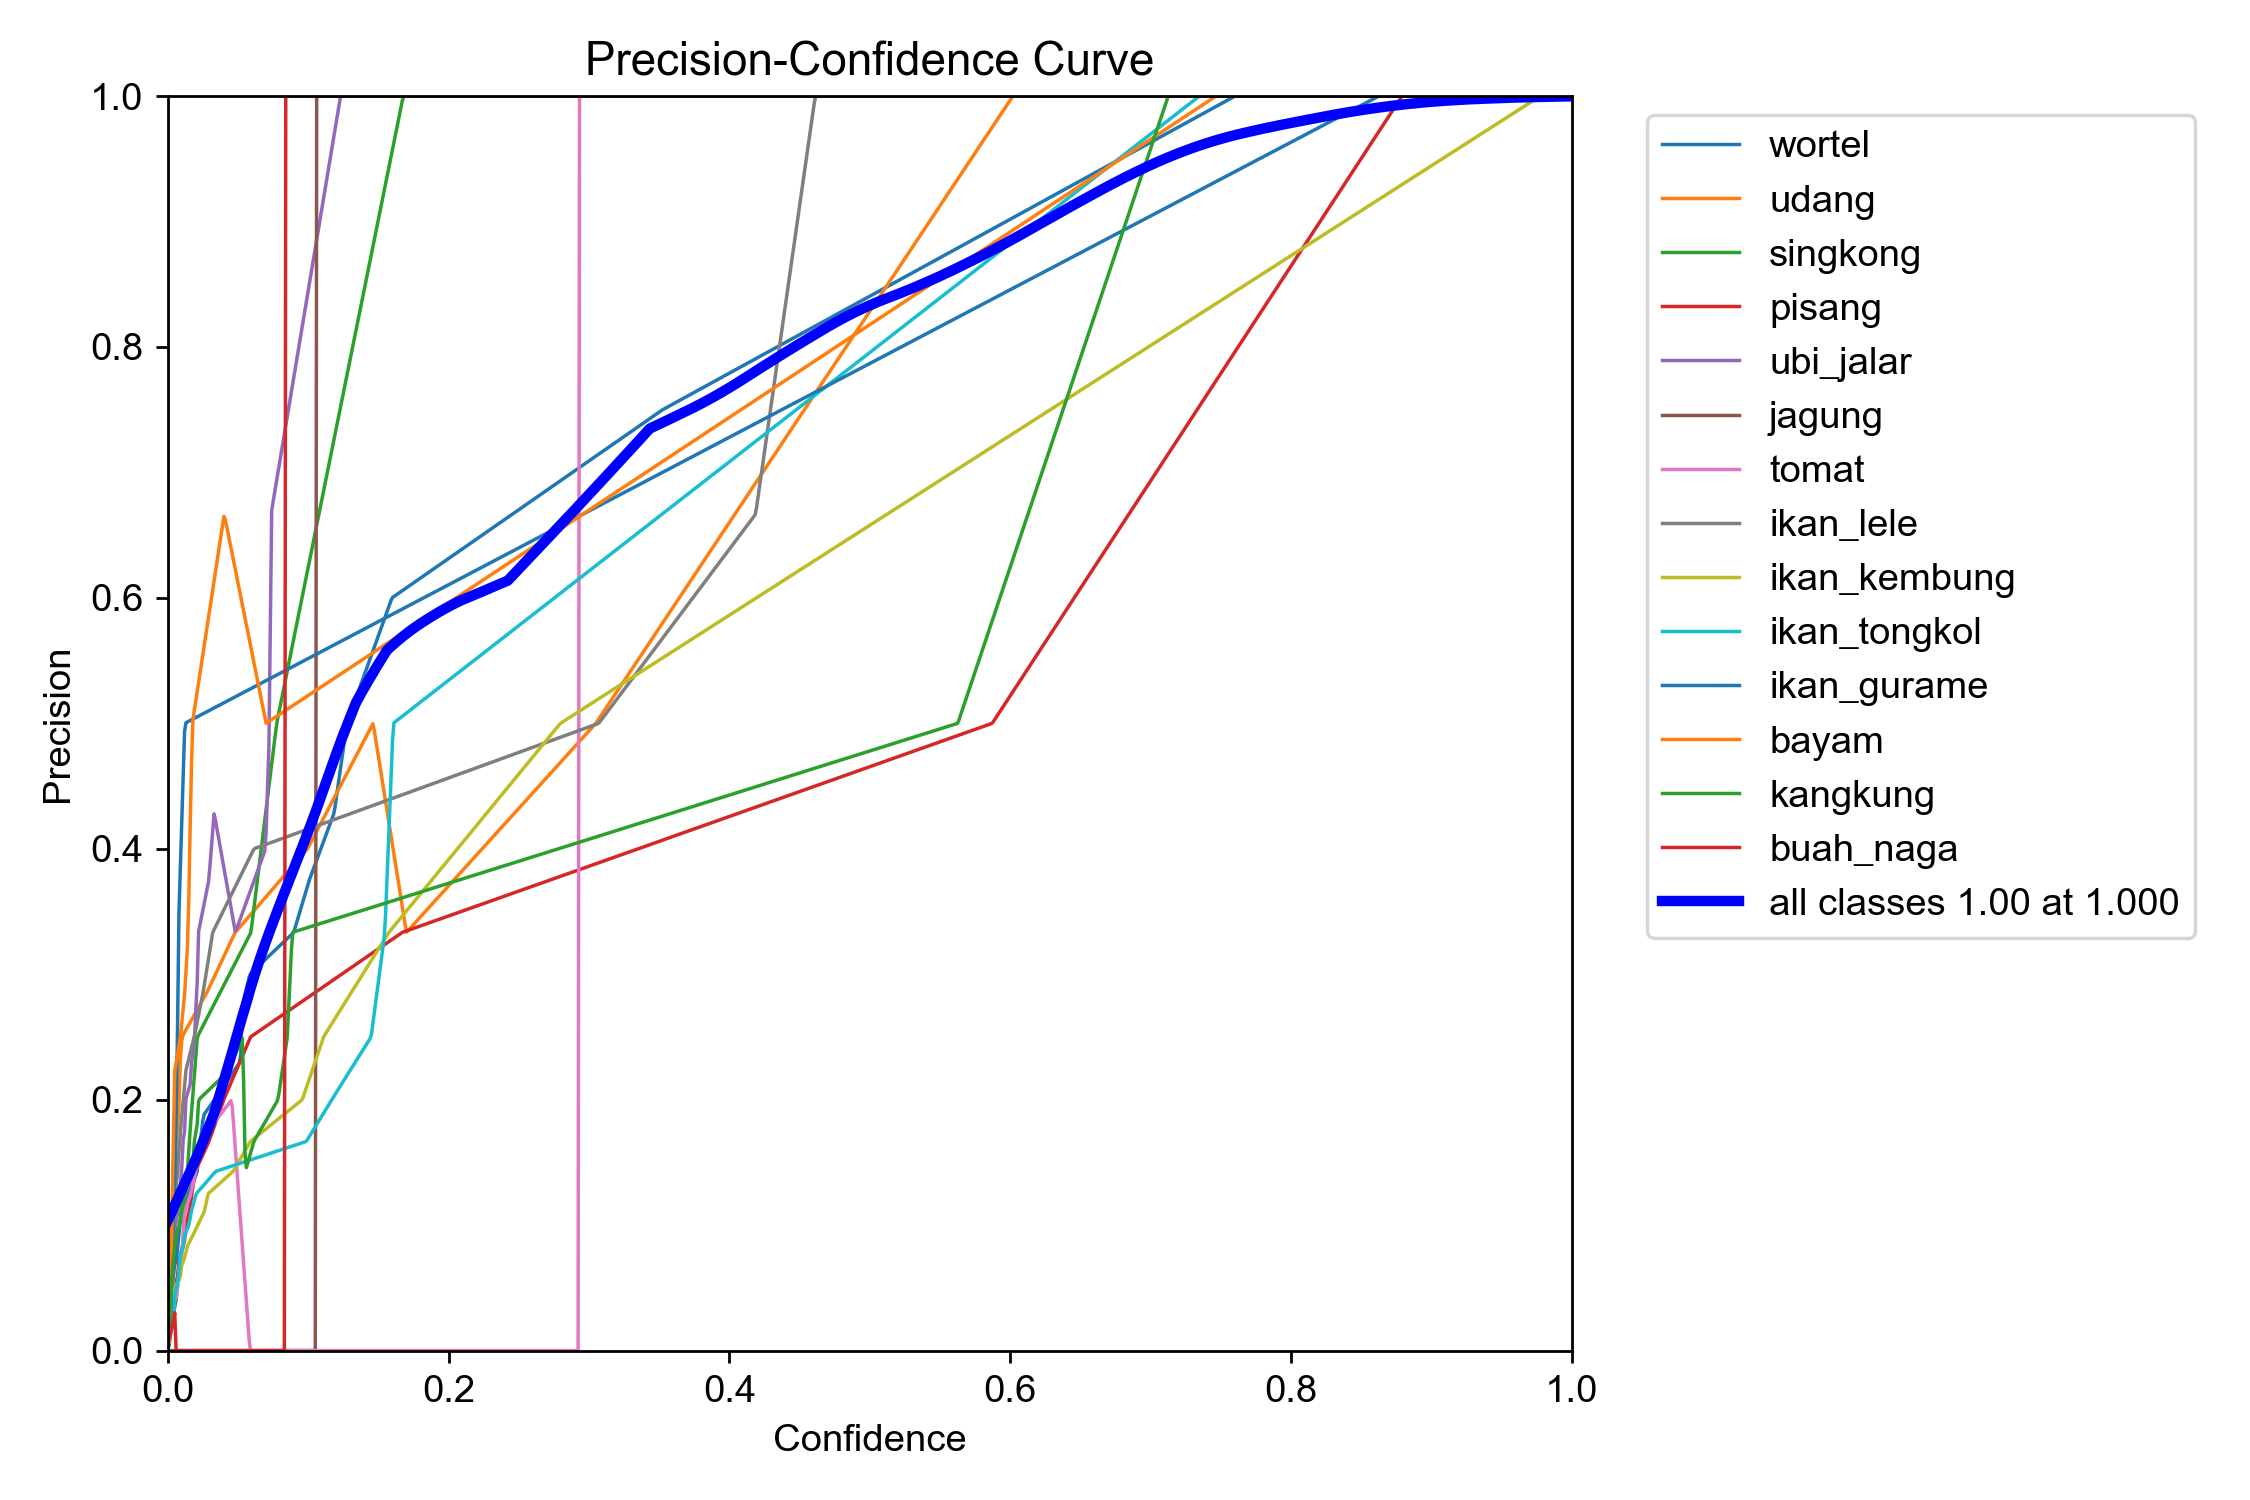 Precision-Confidence Curve
1.0
0.8
0.6
0.4
0.2
0.0
Precision
0.0 0.2 0.4 0.6 0.8 1.0
Confidence
wortel
udang
singkong
pisang
ubi_jalar
jagung
tomat
ikan_lele
ikan_kembung
ikan_tongkol
ikan_gurame
bayam
kangkung
buah_naga
all classes 1.00 at 1.000